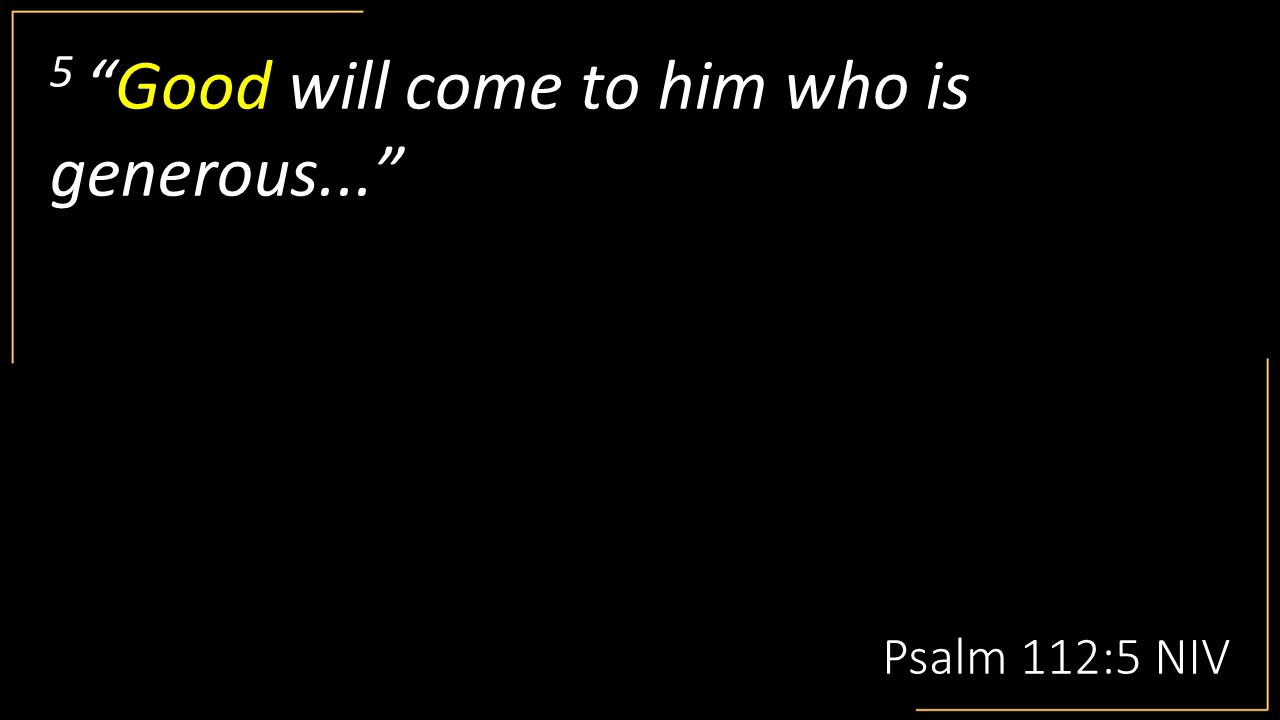 5 “Good will come to him who is
generous...”
Psalm 112:5 NIV